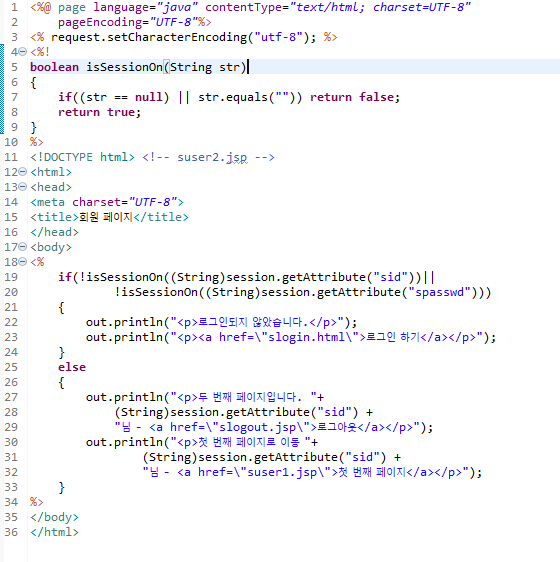 1 <%@ page language="java" contentType="text/html; charset=UTF-8"
2     pageEncoding="UTF-8"%>
3 <% request.setCharacterEncoding("utf-8"); %>
4 <%!
5 boolean isSessionOn(String str)
6 {
7     if((str == null) || str.equals("")) return false;
8     return true;
9 }
10 %>
11 <!DOCTYPE html> <!-- suser2.jsp -->
12 <html>
13 <head>
14 <meta charset="UTF-8">
15 <title>회원 페이지</title>
16 </head>
17 <body>
18 <%
19     if(!isSessionOn((String)session.getAttribute("sid"))||
20             !isSessionOn((String)session.getAttribute("spasswd")))
21     {
22         out.println("<p>로그인되지 않았습니다.</p>");
23         out.println("<p><a href=\"slogin.html\">로그인 하기</a></p>");
24     }
25     else
26     {
27         out.println("<p>두 번째 페이지입니다. "+
28             (String)session.getAttribute("sid") +
29             "님 - <a href=\"slogout.jsp\">로그아웃</a></p>");
30         out.println("<p>첫 번째 페이지로 이동 "+
31                 (String)session.getAttribute("sid") +
32                 "님 - <a href=\"suser1.jsp\">첫 번째 페이지</a></p>");
33     }
34 %>
35 </body>
36 </html>